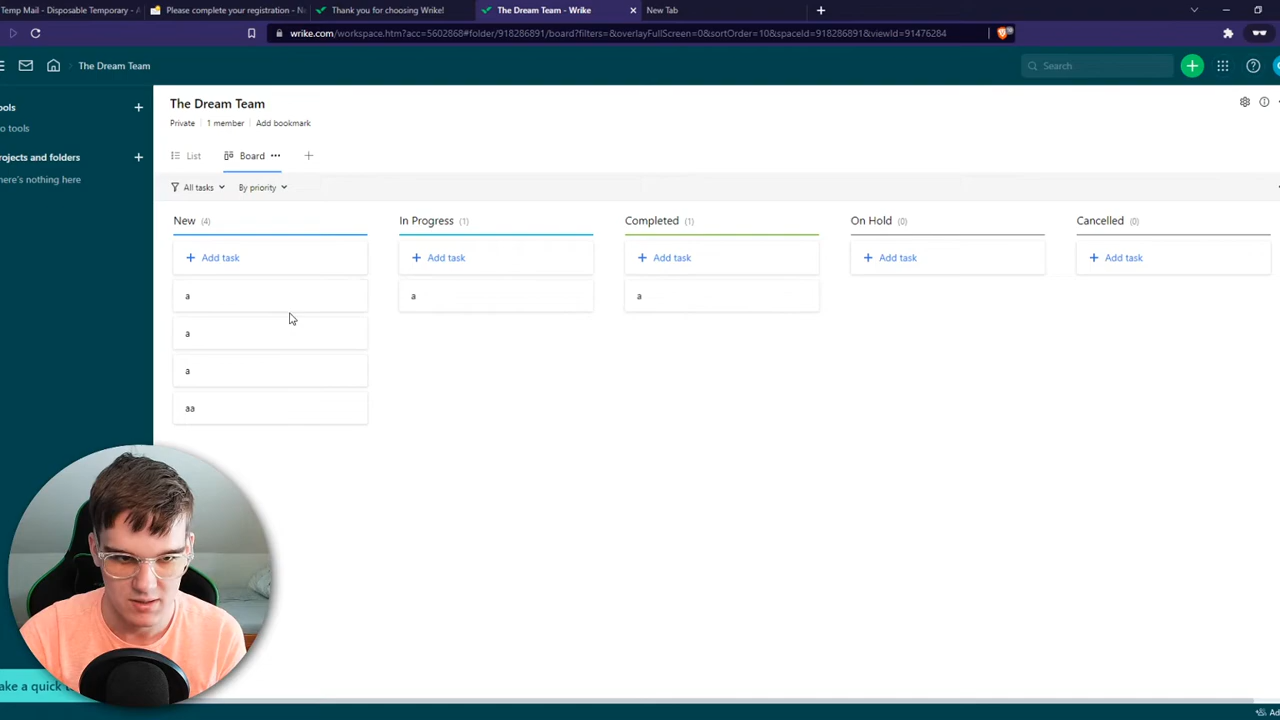 Temp Mail - Disposable Temporary - A
Please complete your registration - N
Thank you for choosing Wrike!
The Dream Team - Wrike
New Tab
wrike.com/workspace.htm?acc=5602868#folder/918286891/board?filters=&overlayFullScreen=0&sortOrder=10&spaceId=918286891&viewId=91476284
The Dream Team
Search
ools
o tools
rojects and folders
here's nothing here
The Dream Team
Private | 1 member | Add bookmark
List
Board
All tasks
By priority
New (4)
In Progress (1)
Completed (1)
On Hold (0)
Cancelled (0)
+ Add task
+ Add task
+ Add task
+ Add task
+ Add task
a
a
a
a
a
aa
ake a quick t
Ad